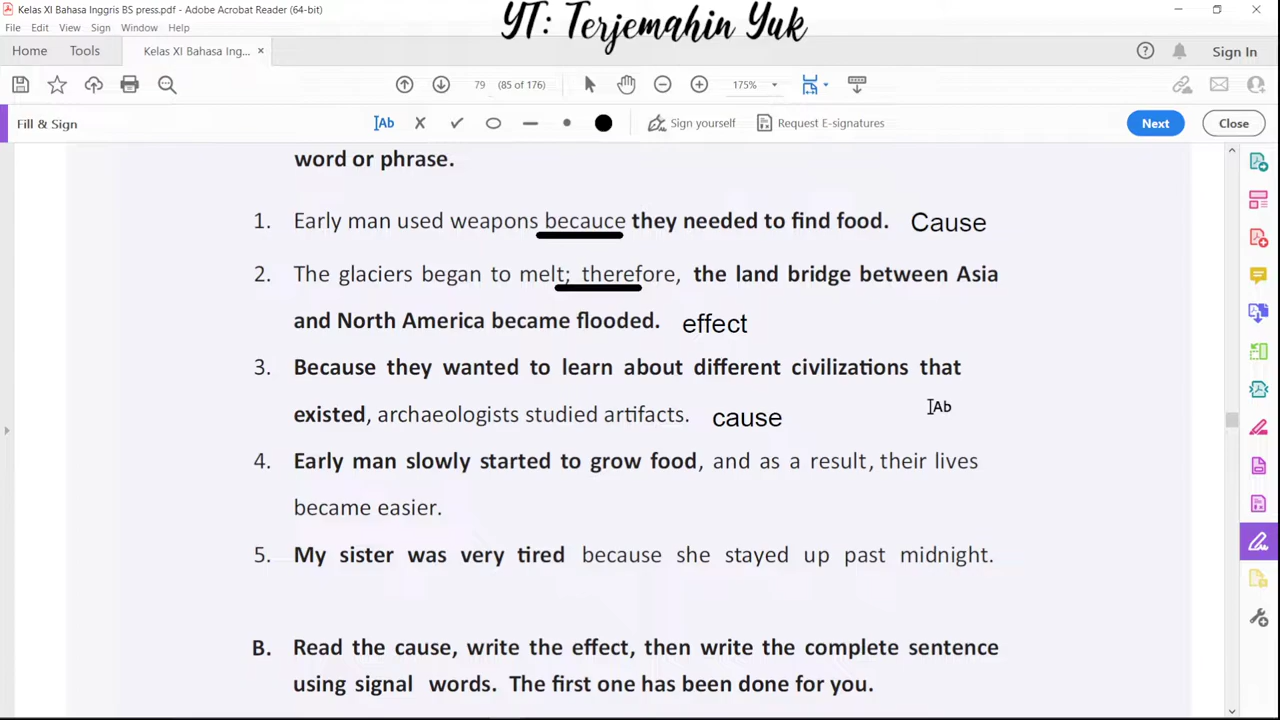 Kelas XI Bahasa Inggris BS press.pdf - Adobe Acrobat Reader (64-bit)
YT: Terjemahin Yuk
File Edit View Sign Window Help
Home Tools Kelas XI Bahasa Ing... × Sign In
79 (85 of 176) 175%
Fill & Sign Ab Sign yourself Request E-signatures Next Close
word or phrase.
1. Early man used weapons becauce they needed to find food. Cause
2. The glaciers began to melt; therefore, the land bridge between Asia
and North America became flooded. effect
3. Because they wanted to learn about different civilizations that
existed, archaeologists studied artifacts. cause
Ab
4. Early man slowly started to grow food, and as a result, their lives
became easier.
5. My sister was very tired because she stayed up past midnight.
B. Read the cause, write the effect, then write the complete sentence
using signal words. The first one has been done for you.